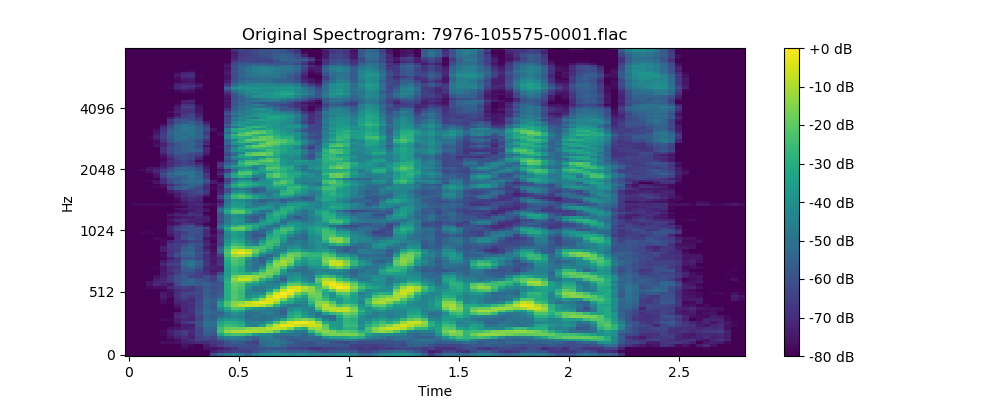 Original Spectrogram: 7976-105575-0001.flac
+0 dB
4096
-10 dB
-20 dB
2048
-30 dB
Hz
-40 dB
1024
-50 dB
512
-60 dB
-70 dB
0
-80 dB
0
0.5
1
1.5
2
2.5
Time